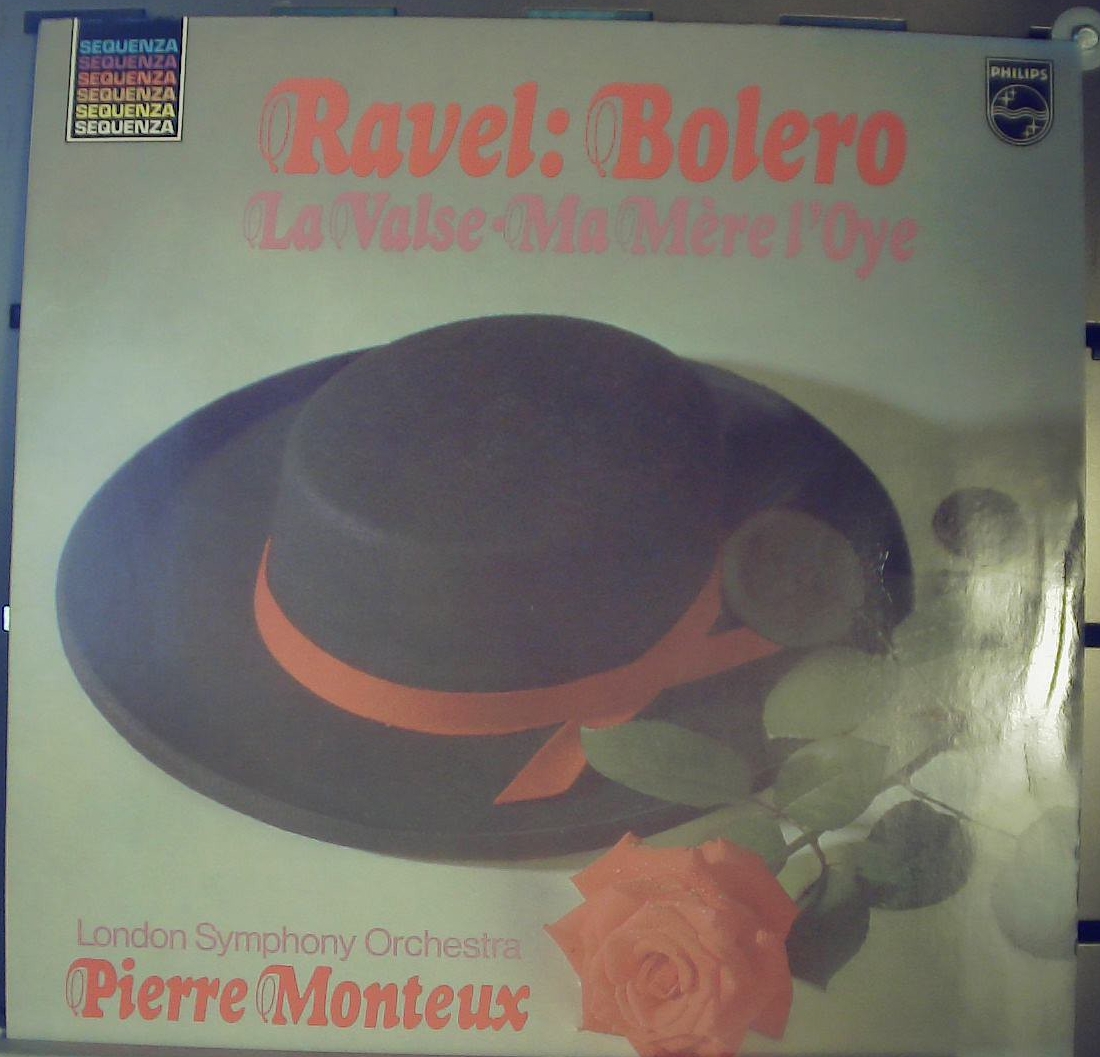 SEQUENZA
SEQUENZA
SEQUENZA
SEQUENZA
SEQUENZA
SEQUENZA
PHILIPS
Ravel: Bolero
La Valse · Ma Mère l'Oye
London Symphony Orchestra
Pierre Monteux